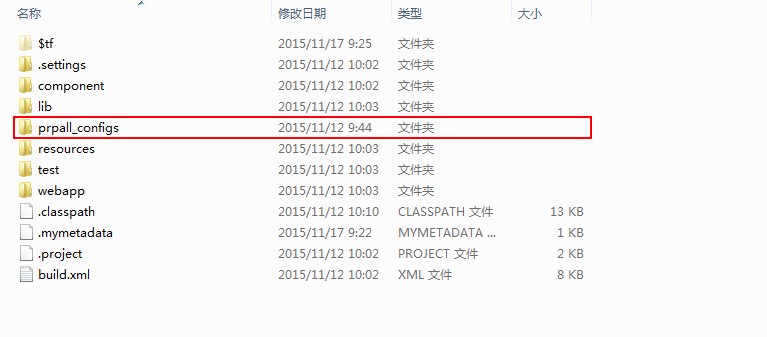 名称 修改日期 类型 大小
$tf 2015/11/17 9:25 文件夹
.settings 2015/11/12 10:02 文件夹
component 2015/11/12 10:02 文件夹
lib 2015/11/12 10:03 文件夹
prpall_configs 2015/11/12 9:44 文件夹
resources 2015/11/12 10:03 文件夹
test 2015/11/12 10:03 文件夹
webapp 2015/11/12 10:03 文件夹
.classpath 2015/11/12 10:10 CLASSPATH 文件 13 KB
.mymetadata 2015/11/17 9:22 MYMETADATA ... 1 KB
.project 2015/11/12 10:02 PROJECT 文件 2 KB
build.xml 2015/11/12 10:02 XML 文件 8 KB